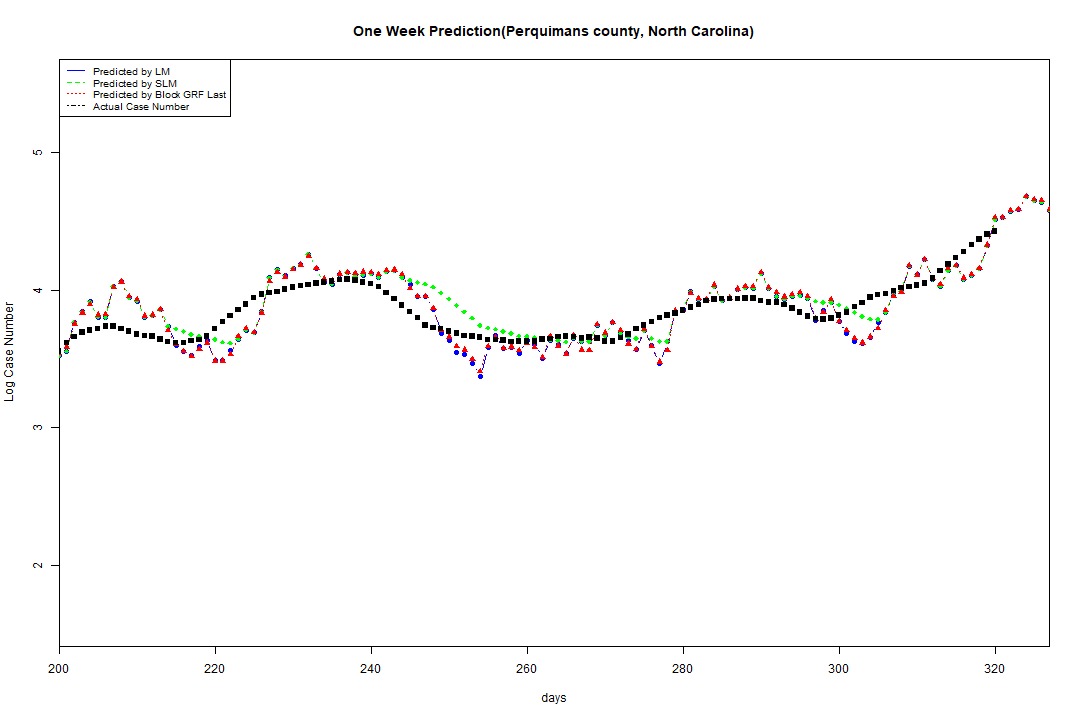 One Week Prediction(Perquimans county, North Carolina)
Predicted by LM
Predicted by SLM
Predicted by Block GRF Last
Actual Case Number
5
4
3
2
Log Case Number
200 220 240 260 280 300 320
days